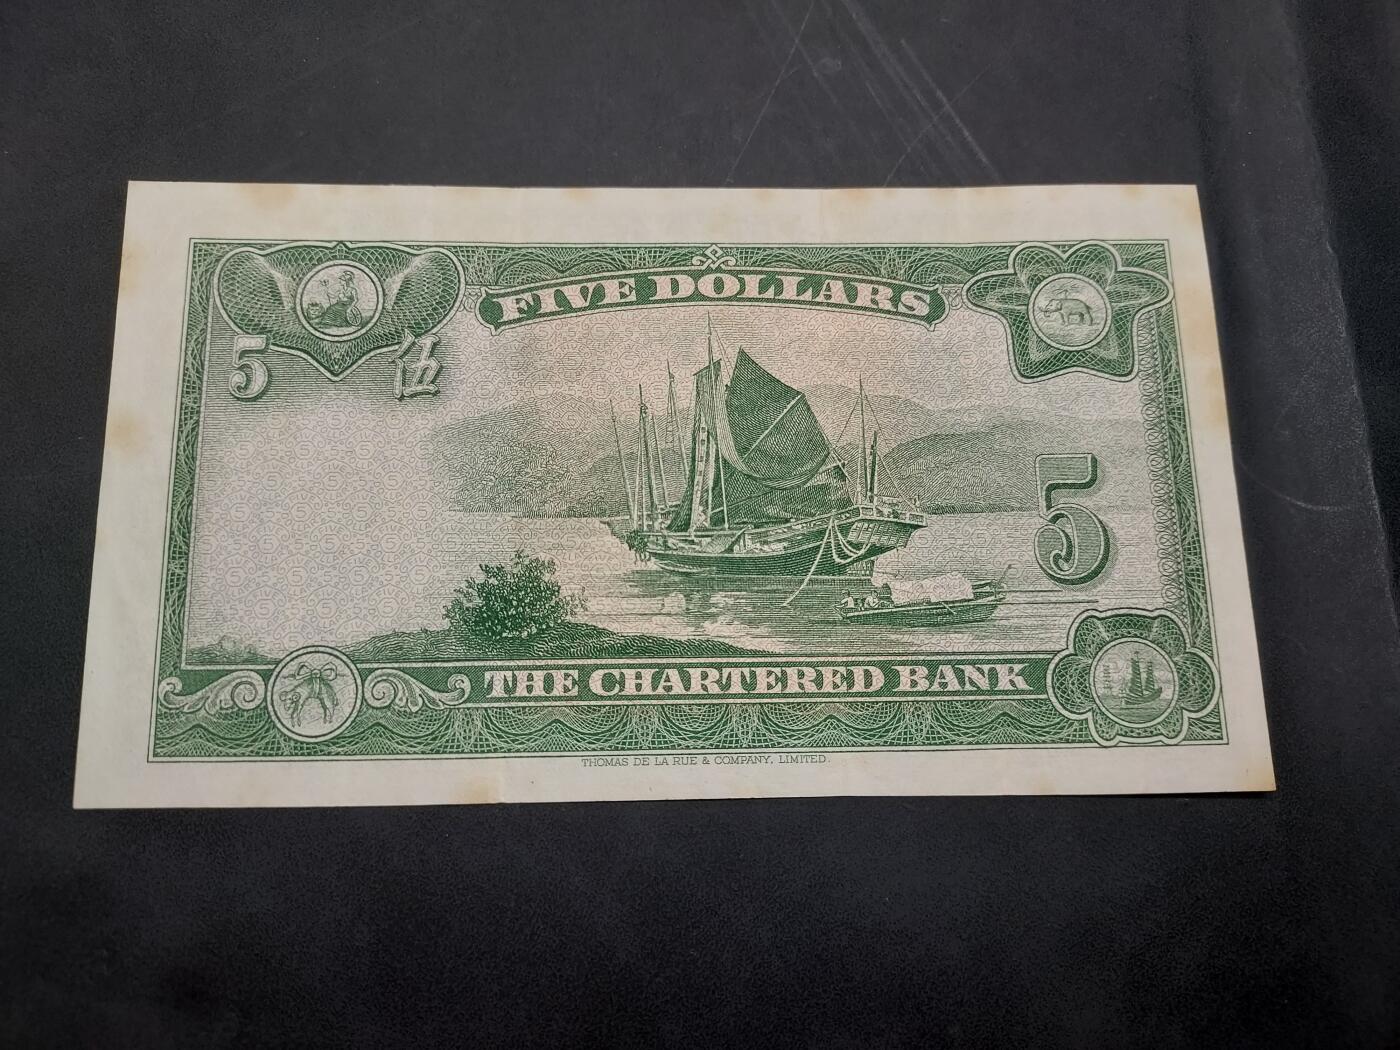 FIVE DOLLARS
5
伍
5
THE CHARTERED BANK
THOMAS DE LA RUE & COMPANY, LIMITED.